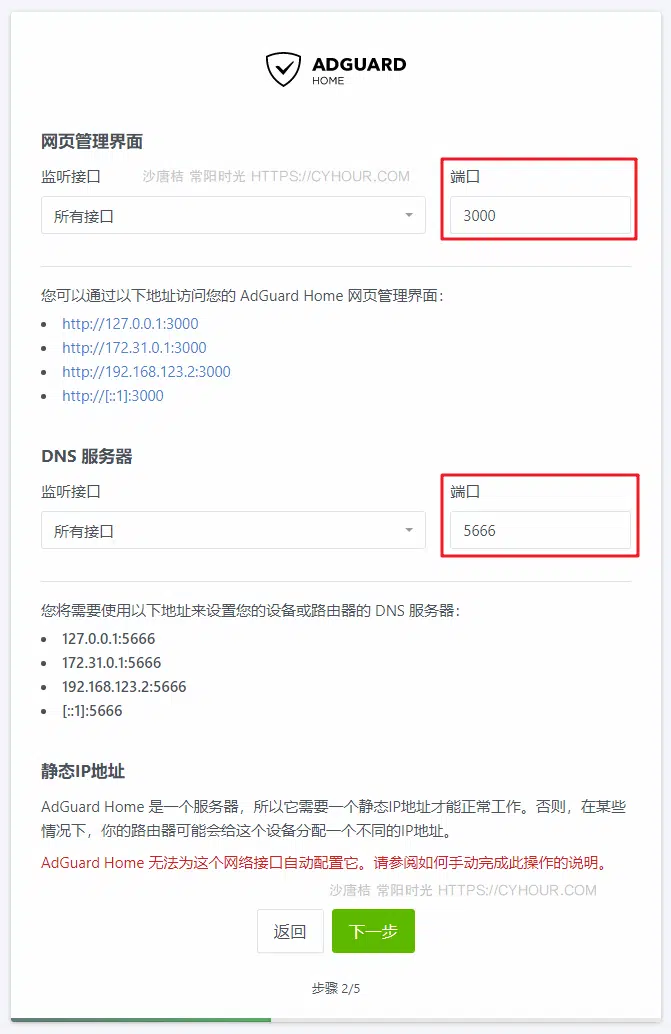 ADGUARD
HOME
网页管理界面
监听接口
沙唐桔 常阳时光 HTTPS://CYHOUR.COM
端口
所有接口
3000
您可以通过以下地址访问您的 AdGuard Home 网页管理界面:
http://127.0.0.1:3000
http://172.31.0.1:3000
http://192.168.123.2:3000
http://[::1]:3000
DNS 服务器
监听接口
端口
所有接口
5666
您将需要使用以下地址来设置您的设备或路由器的 DNS 服务器:
127.0.0.1:5666
172.31.0.1:5666
192.168.123.2:5666
[::1]:5666
静态IP地址
AdGuard Home 是一个服务器，所以它需要一个静态IP地址才能正常工作。否则，在某些
情况下，你的路由器可能会给这个设备分配一个不同的IP地址。
AdGuard Home 无法为这个网络接口自动配置它。请参阅如何手动完成此操作的说明。
沙唐桔 常阳时光 HTTPS://CYHOUR.COM
返回
下一步
步骤 2/5